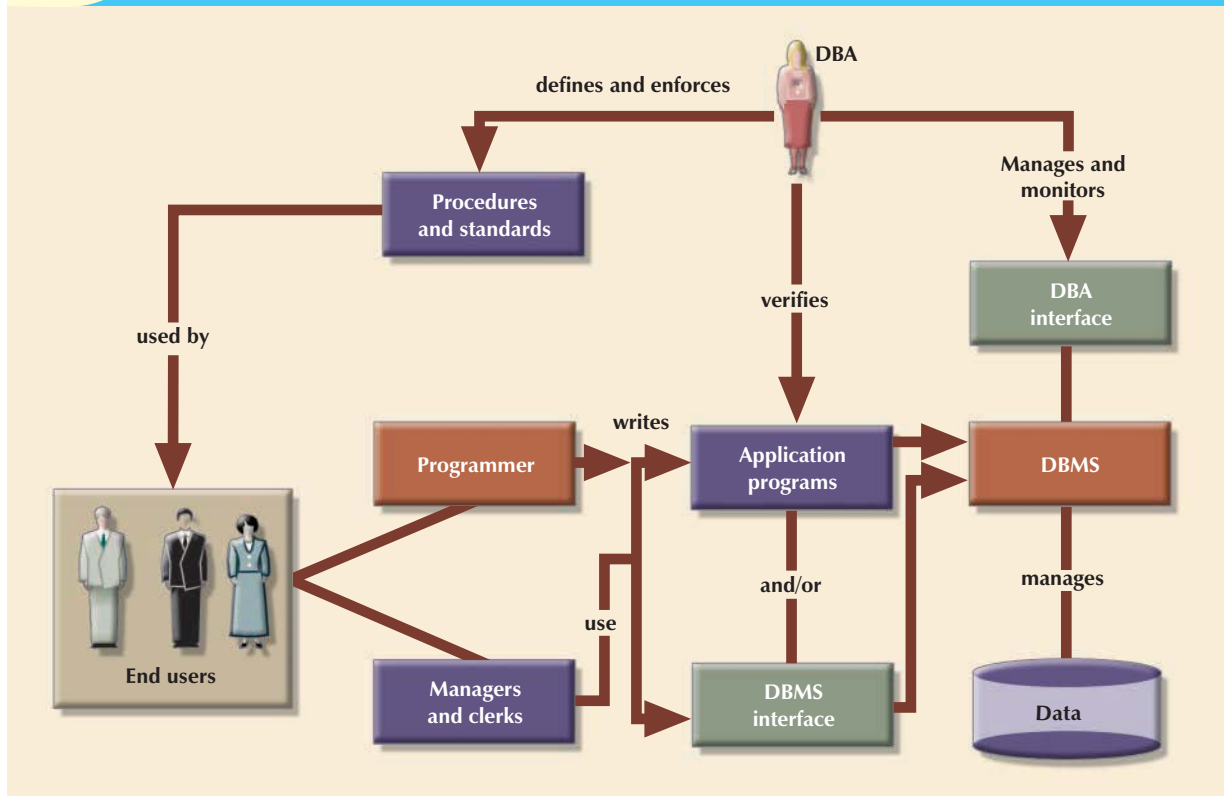 DBA
defines and enforces
Manages and
monitors
Procedures
and standards
DBA
interface
verifies
used by
writes
Programmer
Application
programs
DBMS
and/or
manages
use
End users
Managers
and clerks
DBMS
interface
Data